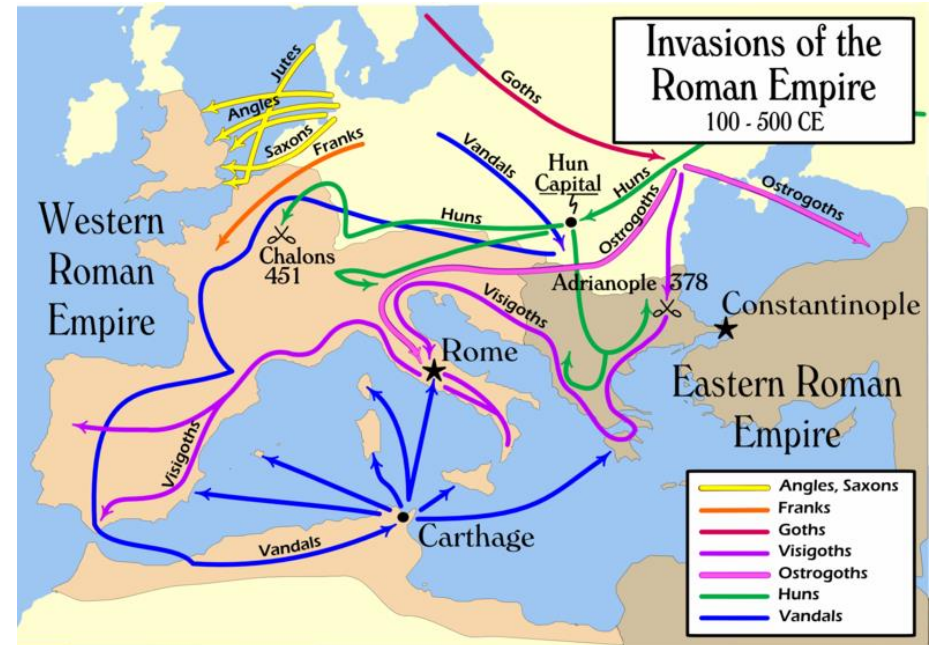 Invasions of the
Roman Empire
100 - 500 CE
Jutes
Angles
Saxons
Franks
Goths
Vandals
Hun
Capital
Huns
Ostrogoths
Ostrogoths
Huns
Western
Roman
Empire
Chalons
451
Adrianople 378
Visigoths
Constantinople
Rome
Eastern Roman
Empire
Visigoths
Carthage
Vandals
Angles, Saxons
Franks
Goths
Visigoths
Ostrogoths
Huns
Vandals